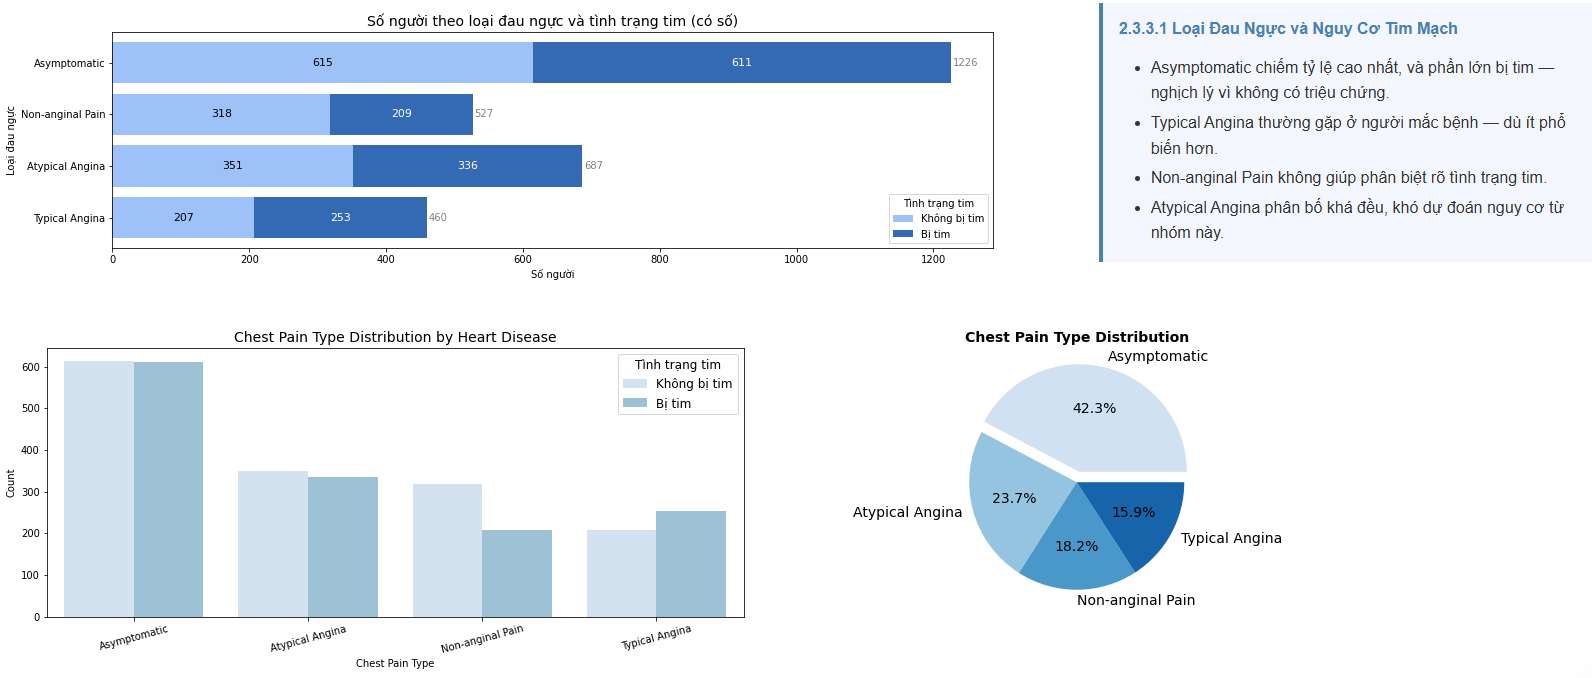 Số người theo loại đau ngực và tình trạng tim (có số)
Loại đau ngực
Asymptomatic
615
611
1226
Non-anginal Pain
318
209
527
Atypical Angina
351
336
687
Typical Angina
207
253
460
Tình trạng tim
Không bị tim
Bị tim
0
200
400
600
800
1000
1200
Số người
2.3.3.1 Loại Đau Ngực và Nguy Cơ Tim Mạch
• Asymptomatic chiếm tỷ lệ cao nhất, và phần lớn bị tim —
nghịch lý vì không có triệu chứng.
• Typical Angina thường gặp ở người mắc bệnh — dù ít phổ
biến hơn.
• Non-anginal Pain không giúp phân biệt rõ tình trạng tim.
• Atypical Angina phân bố khá đều, khó dự đoán nguy cơ từ
nhóm này.
Chest Pain Type Distribution by Heart Disease
Tình trạng tim
Không bị tim
Bị tim
Count
600
500
400
300
200
100
0
Asymptomatic
Atypical Angina
Non-anginal Pain
Typical Angina
Chest Pain Type
Chest Pain Type Distribution
Asymptomatic
42.3%
23.7%
Atypical Angina
15.9%
Typical Angina
18.2%
Non-anginal Pain